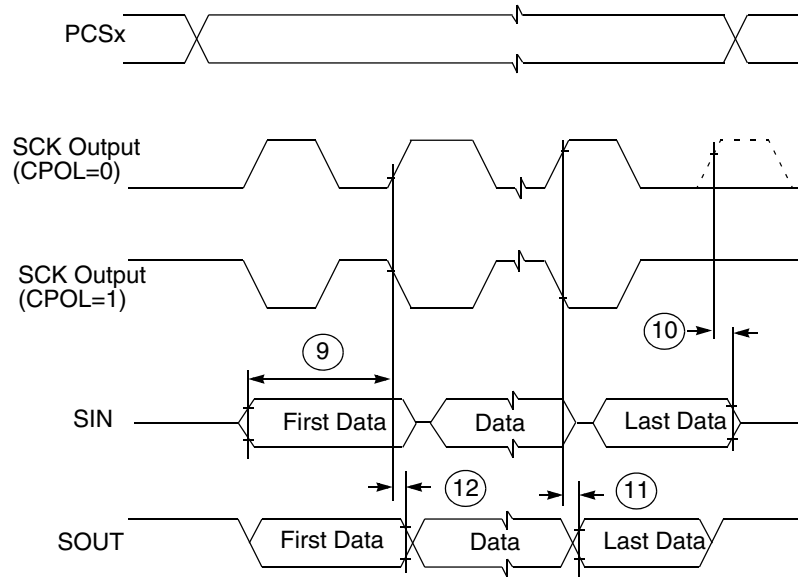 PCSx
SCK Output
(CPOL=0)
SCK Output
(CPOL=1)
10
9
SIN
First Data
Data
Last Data
12
11
SOUT
First Data
Data
Last Data